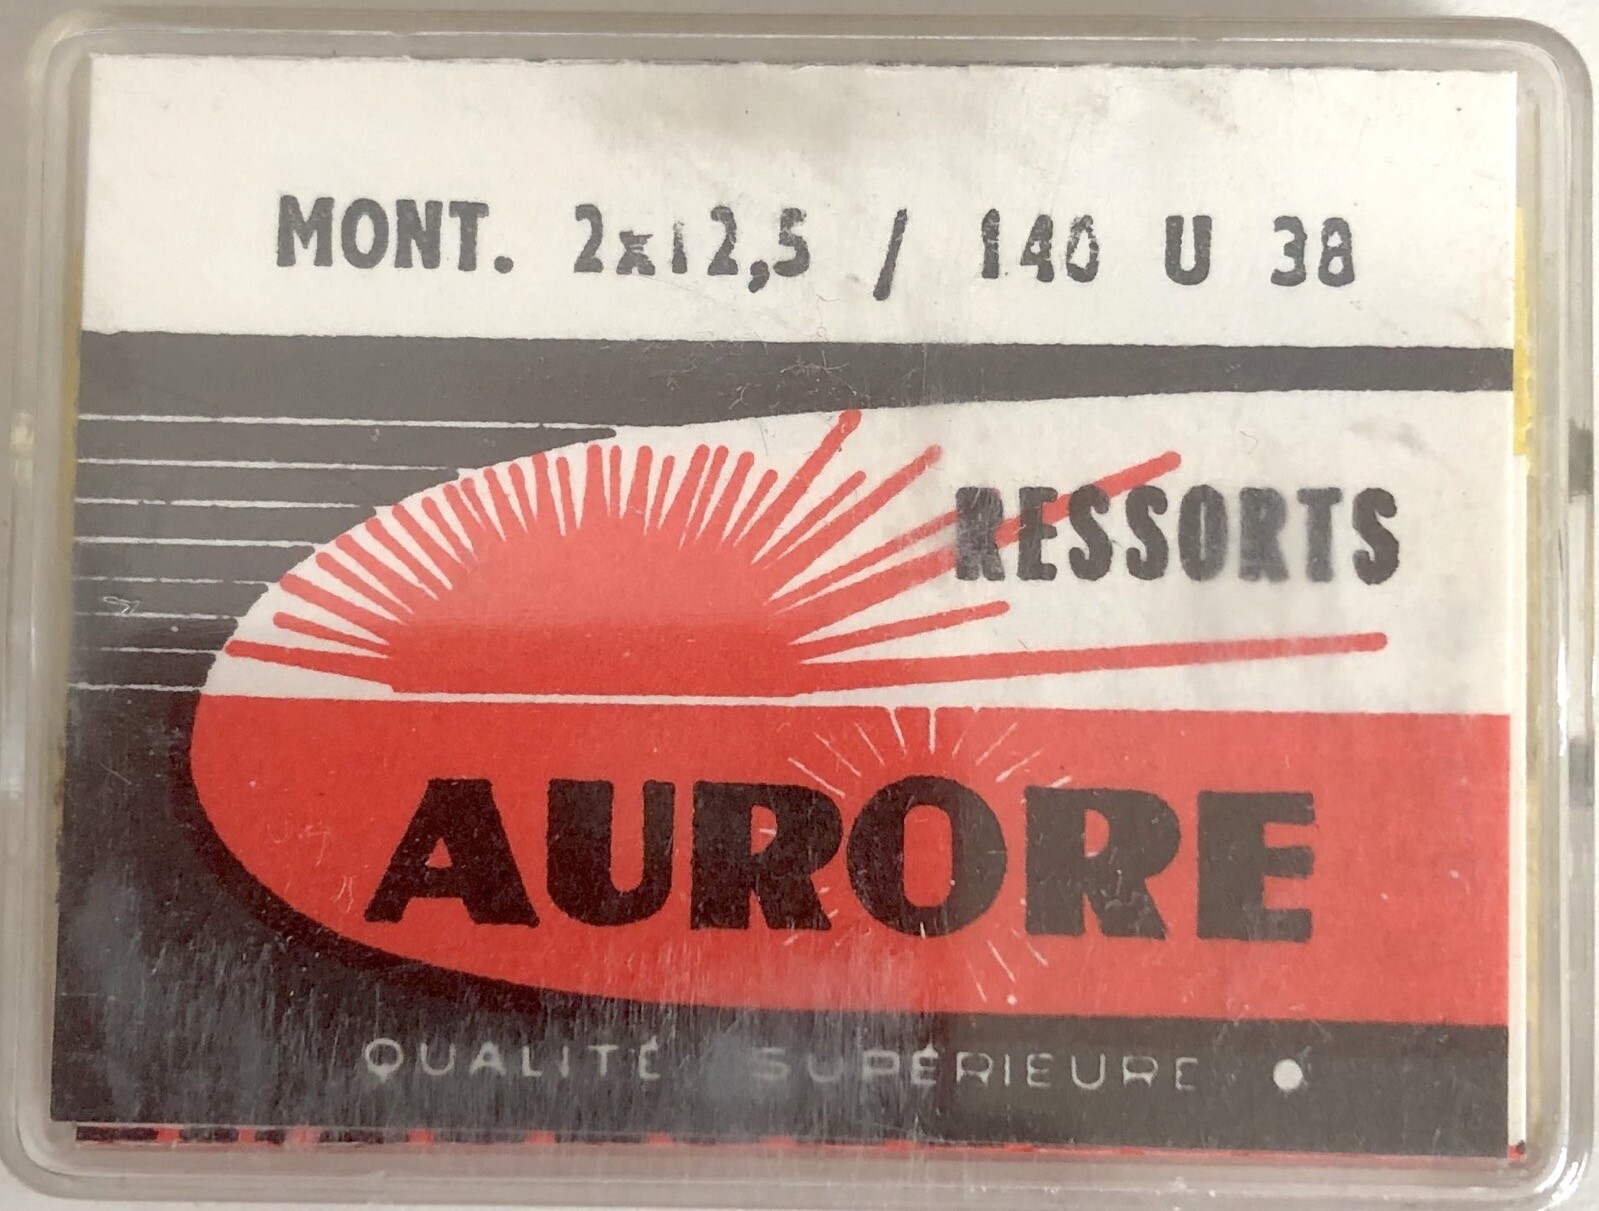 MONT. 2x12,5 / 140 U 38
RESSORTS
AURORE
QUALITÉ SUPÉRIEURE